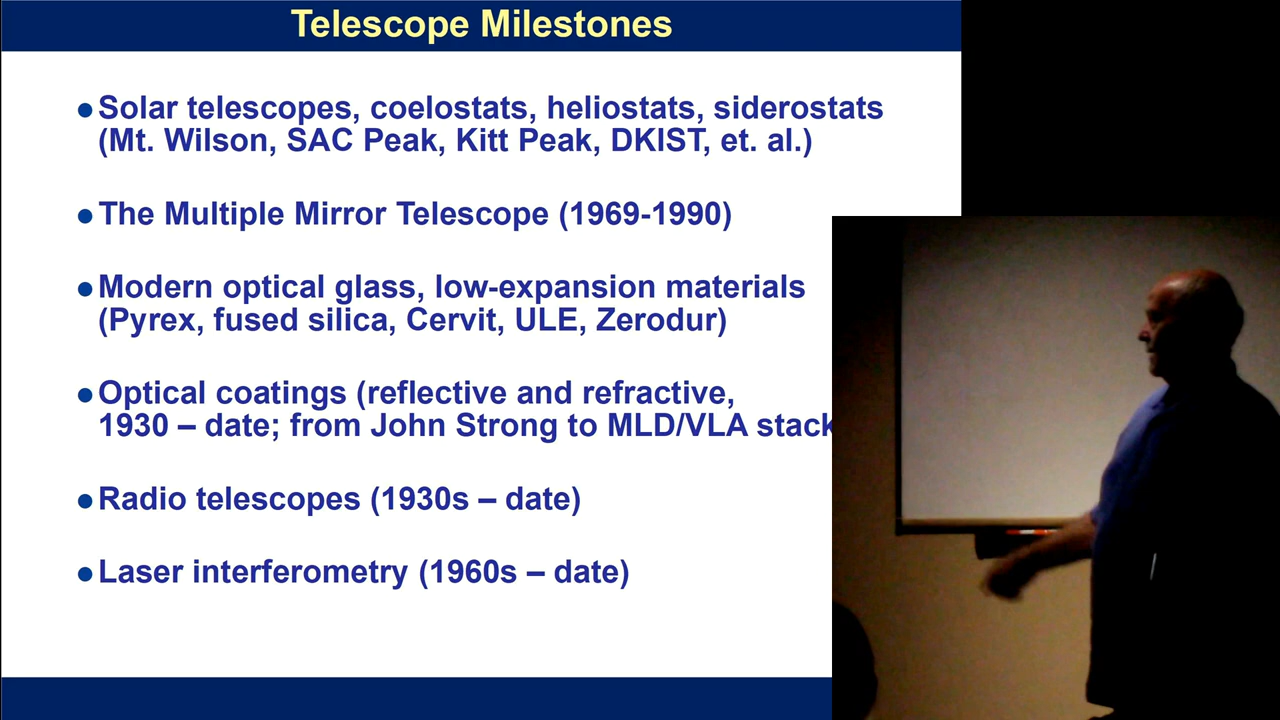 Telescope Milestones
• Solar telescopes, coelostats, heliostats, siderostats
(Mt. Wilson, SAC Peak, Kitt Peak, DKIST, et. al.)
• The Multiple Mirror Telescope (1969-1990)
• Modern optical glass, low-expansion materials
(Pyrex, fused silica, Cervit, ULE, Zerodur)
• Optical coatings (reflective and refractive,
1930 – date; from John Strong to MLD/VLA stack
• Radio telescopes (1930s – date)
• Laser interferometry (1960s – date)